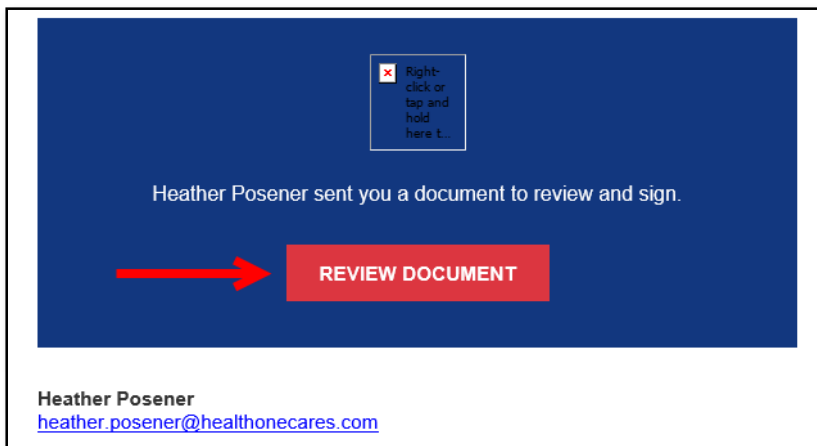 Right-
click or
tap and
hold
here t...
Heather Posener sent you a document to review and sign.
REVIEW DOCUMENT
Heather Posener
heather.posener@healthonecares.com